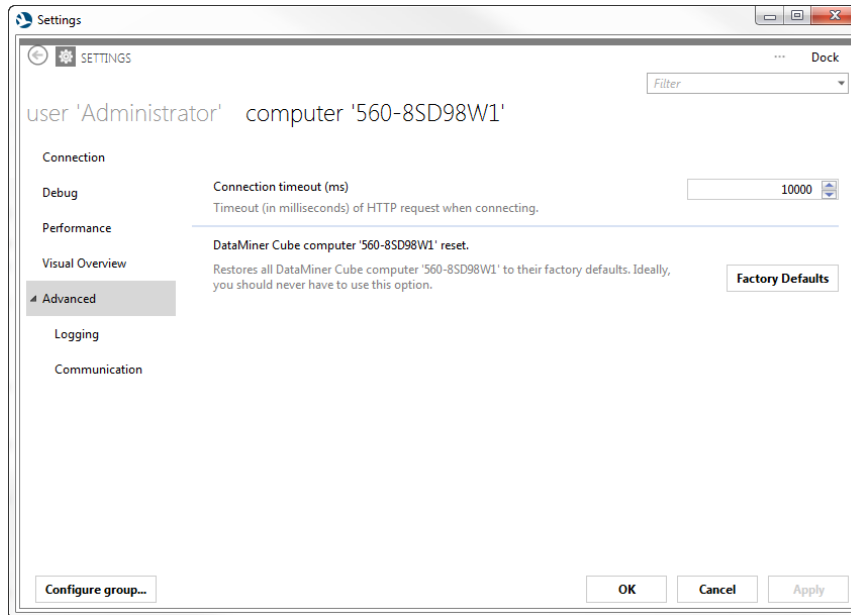 Settings
SETTINGS
... Dock
Filter
user 'Administrator' computer '560-8SD98W1'
Connection
Debug
Performance
Visual Overview
Advanced
Logging
Communication
Connection timeout (ms)
10000
Timeout (in milliseconds) of HTTP request when connecting.
DataMiner Cube computer '560-8SD98W1' reset.
Restores all DataMiner Cube computer '560-8SD98W1' to their factory defaults. Ideally,
you should never have to use this option.
Factory Defaults
Configure group...
OK
Cancel
Apply